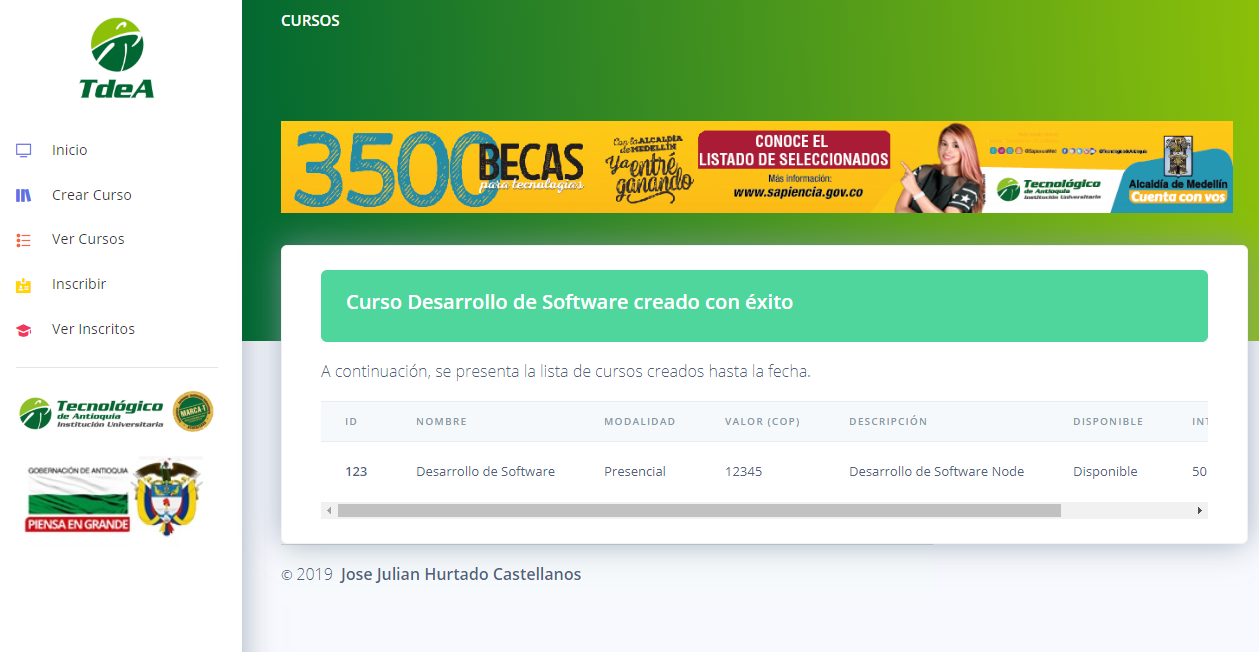 TdeA
Inicio
Crear Curso
Ver Cursos
Inscribir
Ver Inscritos
Tecnológico
de Antioquia
Institución Universitaria
MARCA T
GOBERNACIÓN DE ANTIOQUIA
PIENSA EN GRANDE
CURSOS
3500 BECAS
para tecnologías
Con la ALCALDÍA
de MEDELLÍN
Ya entré
ganando
CONOCE EL
LISTADO DE SELECCIONADOS
Más información:
www.sapiencia.gov.co
Tecnológico
de Antioquia
Institución Universitaria
Alcaldía de Medellín
Cuenta con vos
Curso Desarrollo de Software creado con éxito
A continuación, se presenta la lista de cursos creados hasta la fecha.
ID NOMBRE MODALIDAD VALOR (COP) DESCRIPCIÓN DISPONIBLE INT
123 Desarrollo de Software Presencial 12345 Desarrollo de Software Node Disponible 50
© 2019 Jose Julian Hurtado Castellanos